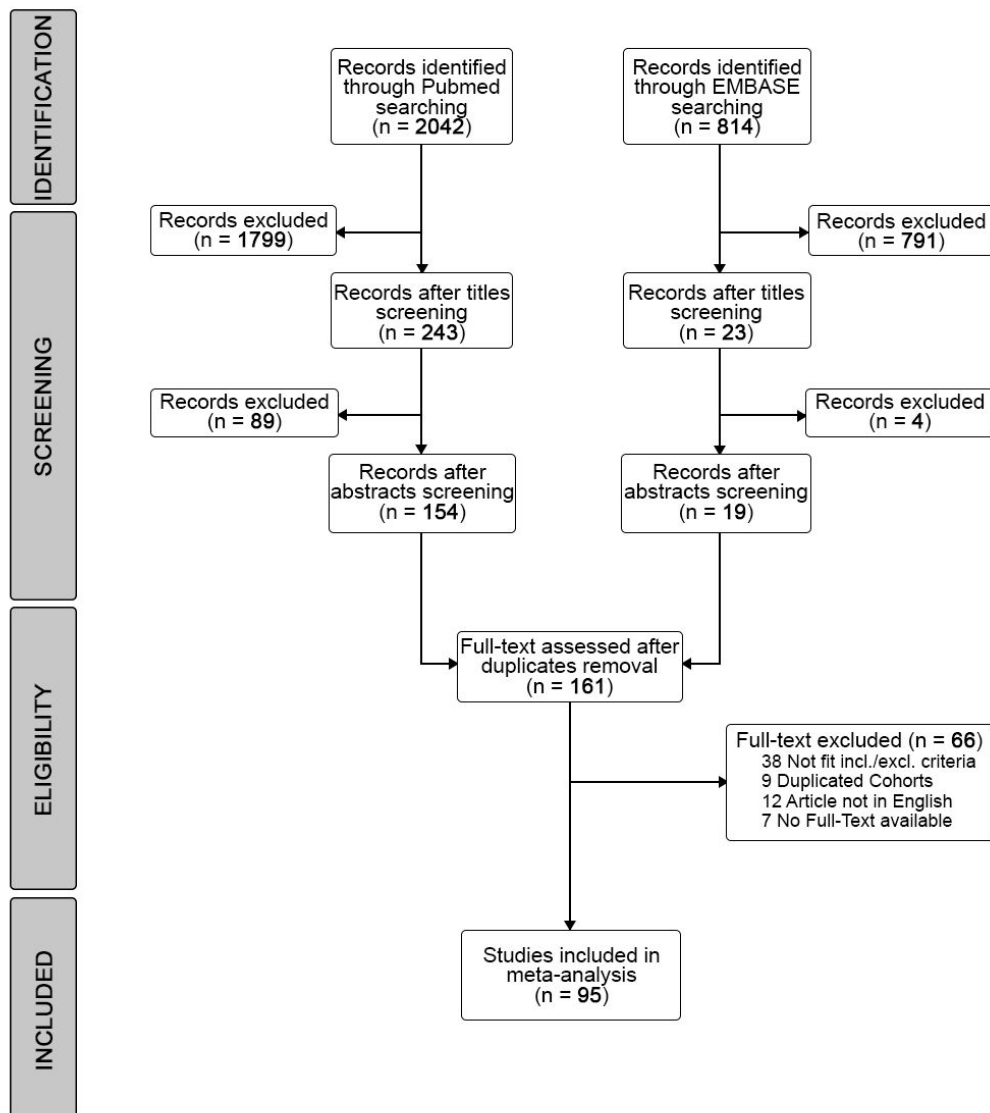 IDENTIFICATION
Records identified
through Pubmed
searching
(n = 2042)
Records identified
through EMBASE
searching
(n = 814)
SCREENING
Records excluded
(n = 1799)
Records excluded
(n = 791)
Records after titles
screening
(n = 243)
Records after titles
screening
(n = 23)
Records excluded
(n = 89)
Records excluded
(n = 4)
Records after
abstracts screening
(n = 154)
Records after
abstracts screening
(n = 19)
ELIGIBILITY
Full-text assessed after
duplicates removal
(n = 161)
Full-text excluded (n = 66)
38 Not fit incl./excl. criteria
9 Duplicated Cohorts
12 Article not in English
7 No Full-Text available
INCLUDED
Studies included in
meta-analysis
(n = 95)